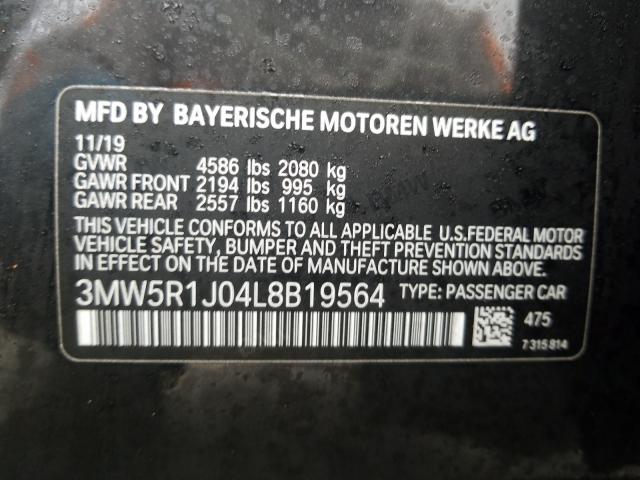 MFD BY BAYERISCHE MOTOREN WERKE AG
11/19
GVWR 4586 lbs 2080 kg
GAWR FRONT 2194 lbs 995 kg
GAWR REAR 2557 lbs 1160 kg
THIS VEHICLE CONFORMS TO ALL APPLICABLE U.S.FEDERAL MOTOR
VEHICLE SAFETY, BUMPER AND THEFT PREVENTION STANDARDS
IN EFFECT ON THE DATE OF MANUFACTURE SHOWN ABOVE.
3MW5R1J04L8B19564 TYPE: PASSENGER CAR
475
7 315 814